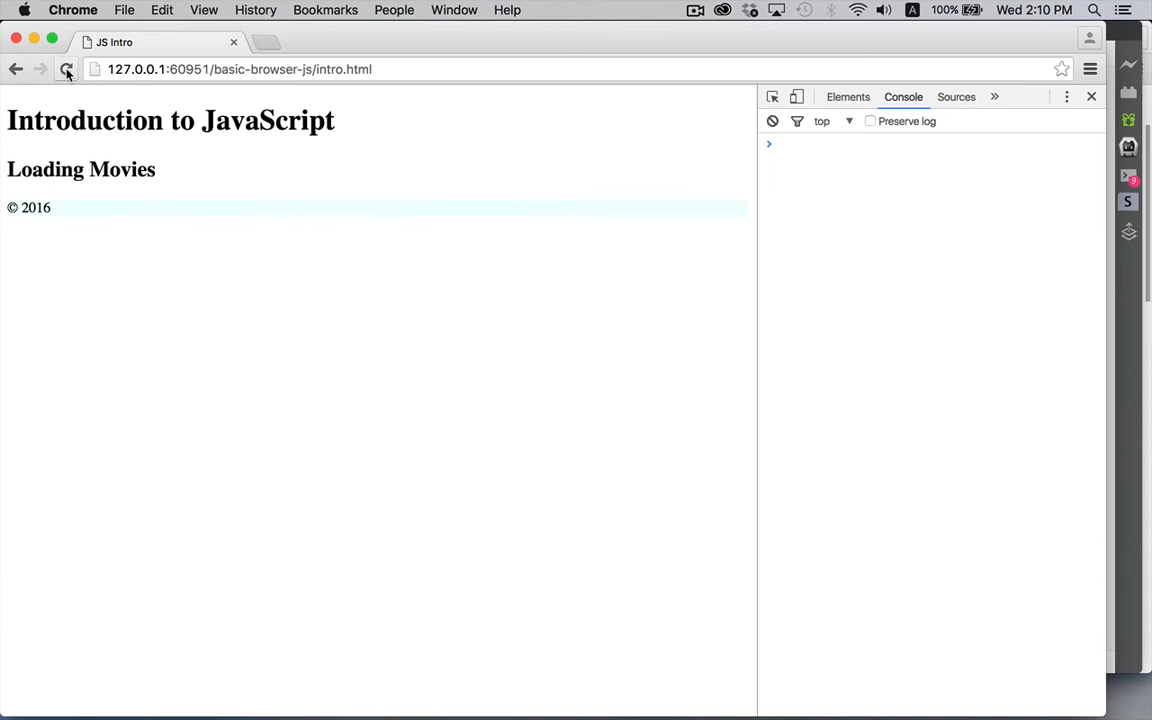 Chrome File Edit View History Bookmarks People Window Help A 100% Wed 2:10 PM
JS Intro
127.0.0.1:60951/basic-browser-js/intro.html
Elements Console Sources »
top Preserve log
Introduction to JavaScript
Loading Movies
© 2016
9
S